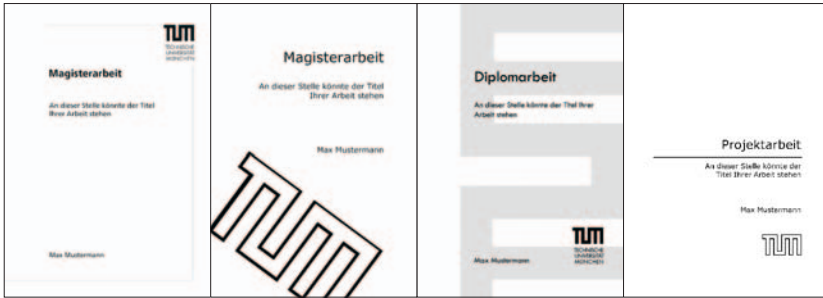 TUM
TECHNISCHE
UNIVERSITÄT
MÜNCHEN
Magisterarbeit
An dieser Stelle könnte der Titel
Ihrer Arbeit stehen
Max Mustermann
Magisterarbeit
An dieser Stelle könnte der Titel
Ihrer Arbeit stehen
Max Mustermann
TUM
Diplomarbeit
An dieser Stelle könnte der Titel Ihrer
Arbeit stehen
TUM
TECHNISCHE
UNIVERSITÄT
MÜNCHEN
Max Mustermann
Projektarbeit
An dieser Stelle könnte der
Titel Ihrer Arbeit stehen
Max Mustermann
TUM